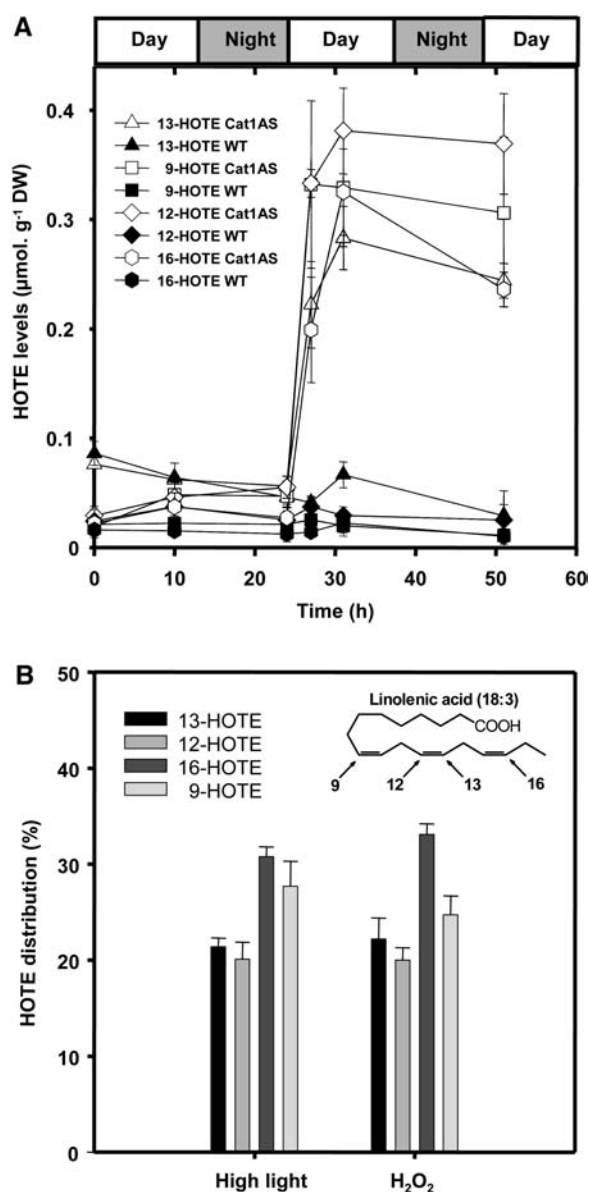 A
Day Night Day Night Day
0.4
0.3
0.2
0.1
0
HOTE levels (µmol. g⁻¹ DW)
13-HOTE Cat1AS
13-HOTE WT
9-HOTE Cat1AS
9-HOTE WT
12-HOTE Cat1AS
12-HOTE WT
16-HOTE Cat1AS
16-HOTE WT
0 10 20 30 40 50 60
Time (h)
B
50
40
30
20
10
0
HOTE distribution (%)
13-HOTE
12-HOTE
16-HOTE
9-HOTE
Linolenic acid (18:3)
COOH
9 12 13 16
High light H₂O₂